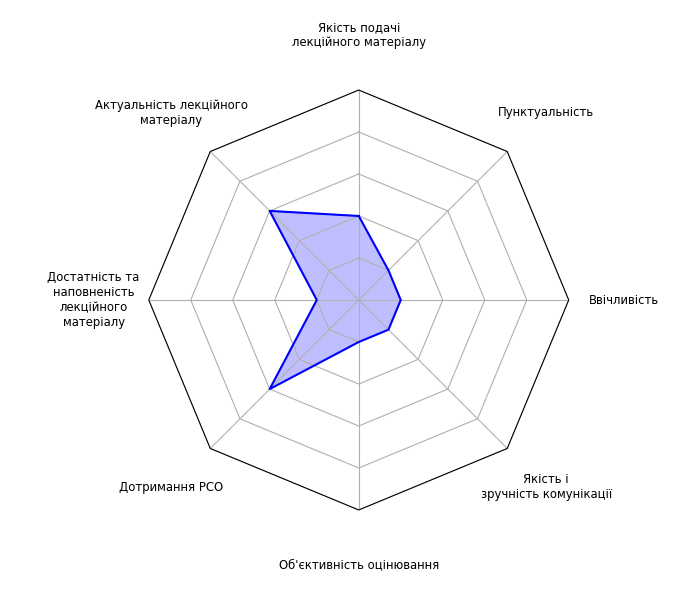 Якість подачі
лекційного матеріалу
Актуальність лекційного
матеріалу
Пунктуальність
Достатність та
наповненість
лекційного
матеріалу
Ввічливість
Дотримання РСО
Якість і
зручність комунікації
Об'єктивність оцінювання